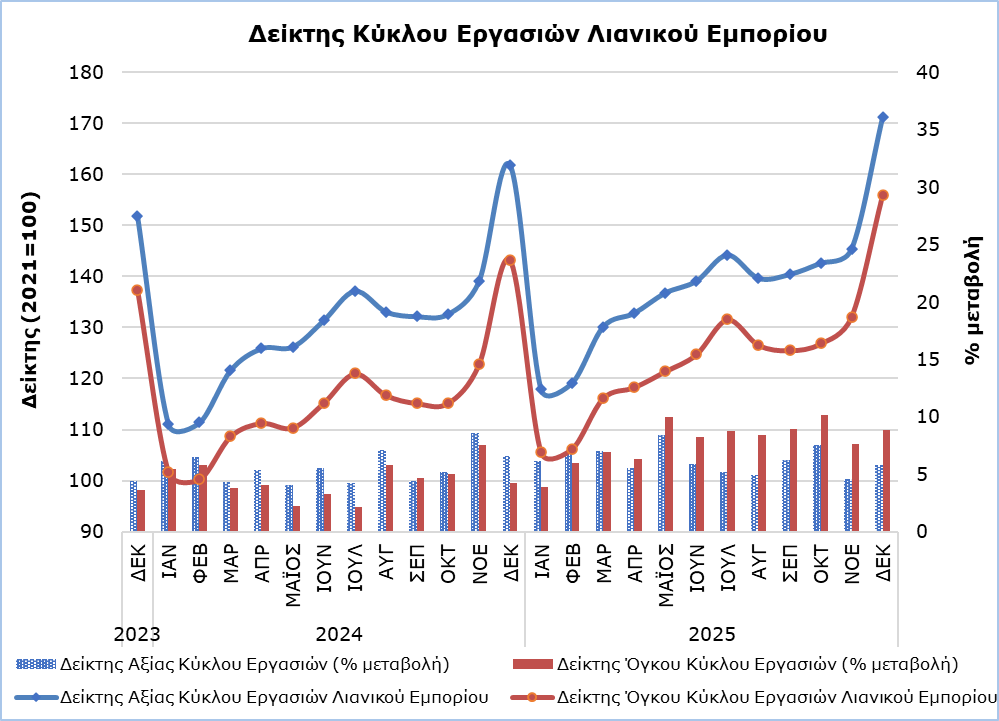 Δείκτης Κύκλου Εργασιών Λιανικού Εμπορίου
180 40
170 35
160 30
150 25
140 20
130 15
120 10
110 5
100 0
90
Δείκτης (2021=100)
% μεταβολή
ΔΕΚ ΙΑΝ ΦΕΒ ΜΑΡ ΑΠΡ ΜΑΪΟΣ ΙΟΥΝ ΙΟΥΛ ΑΥΓ ΣΕΠ ΟΚΤ ΝΟΕ ΔΕΚ ΙΑΝ ΦΕΒ ΜΑΡ ΑΠΡ ΜΑΪΟΣ ΙΟΥΝ ΙΟΥΛ ΑΥΓ ΣΕΠ ΟΚΤ ΝΟΕ ΔΕΚ
2023 2024 2025
Δείκτης Αξίας Κύκλου Εργασιών (% μεταβολή) Δείκτης Όγκου Κύκλου Εργασιών (% μεταβολή)
Δείκτης Αξίας Κύκλου Εργασιών Λιανικού Εμπορίου Δείκτης Όγκου Κύκλου Εργασιών Λιανικού Εμπορίου